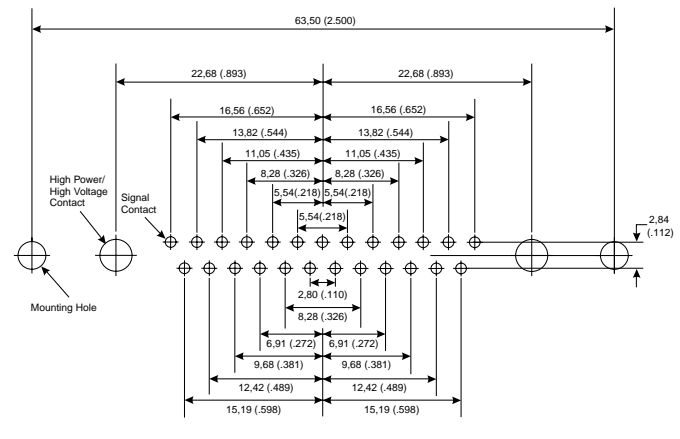 63,50 (2.500)
22,68 (.893) 22,68 (.893)
16,56 (.652) 16,56 (.652)
13,82 (.544) 13,82 (.544)
11,05 (.435) 11,05 (.435)
8,28 (.326) 8,28 (.326)
5,54(.218) 5,54(.218)
5,54(.218)
High Power/
High Voltage
Contact
Signal
Contact
2,84
(.112)
Mounting Hole
2,80 (.110)
8,28 (.326)
6,91 (.272) 6,91 (.272)
9,68 (.381) 9,68 (.381)
12,42 (.489) 12,42 (.489)
15,19 (.598) 15,19 (.598)